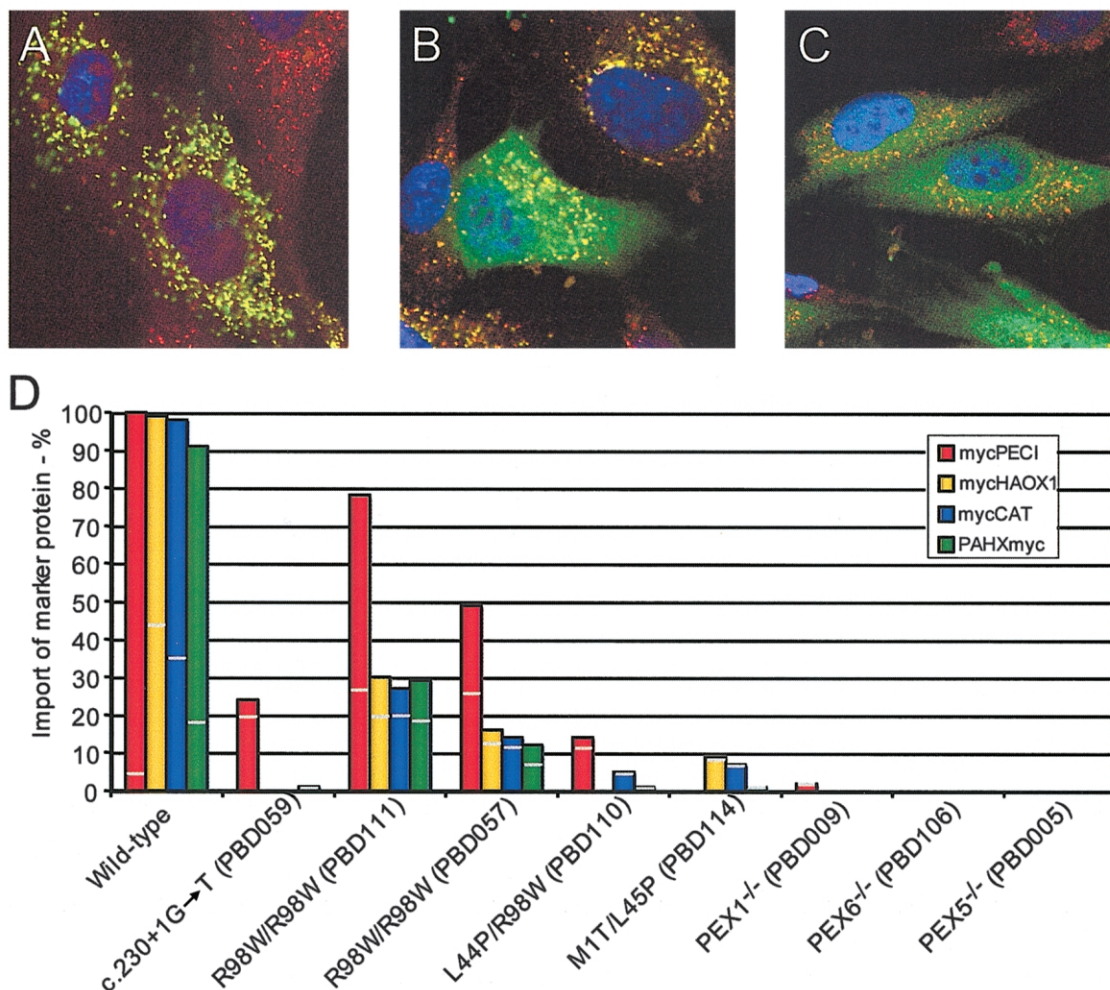 A
B
C
D
Import of marker protein - %
100
90
80
70
60
50
40
30
20
10
0
mycPECI
mycHAOX1
mycCAT
PAHXmyc
Wild-type
c.230+1G→T (PBD059)
R98W/R98W (PBD111)
R98W/R98W (PBD057)
L44P/R98W (PBD110)
M1T/L45P (PBD114)
PEX1-/- (PBD009)
PEX6-/- (PBD106)
PEX5-/- (PBD005)